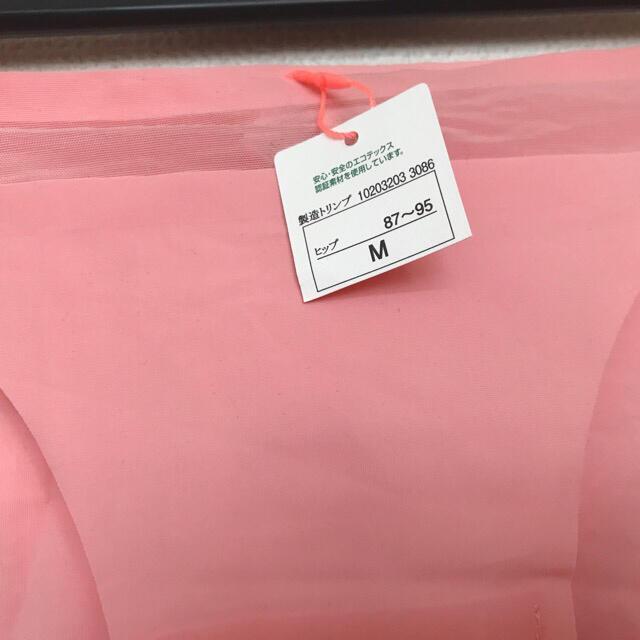 安心・安全のエコテックス
認証素材を使用しています。
製造トリンプ 10203203 3086
ヒップ 87～95
M